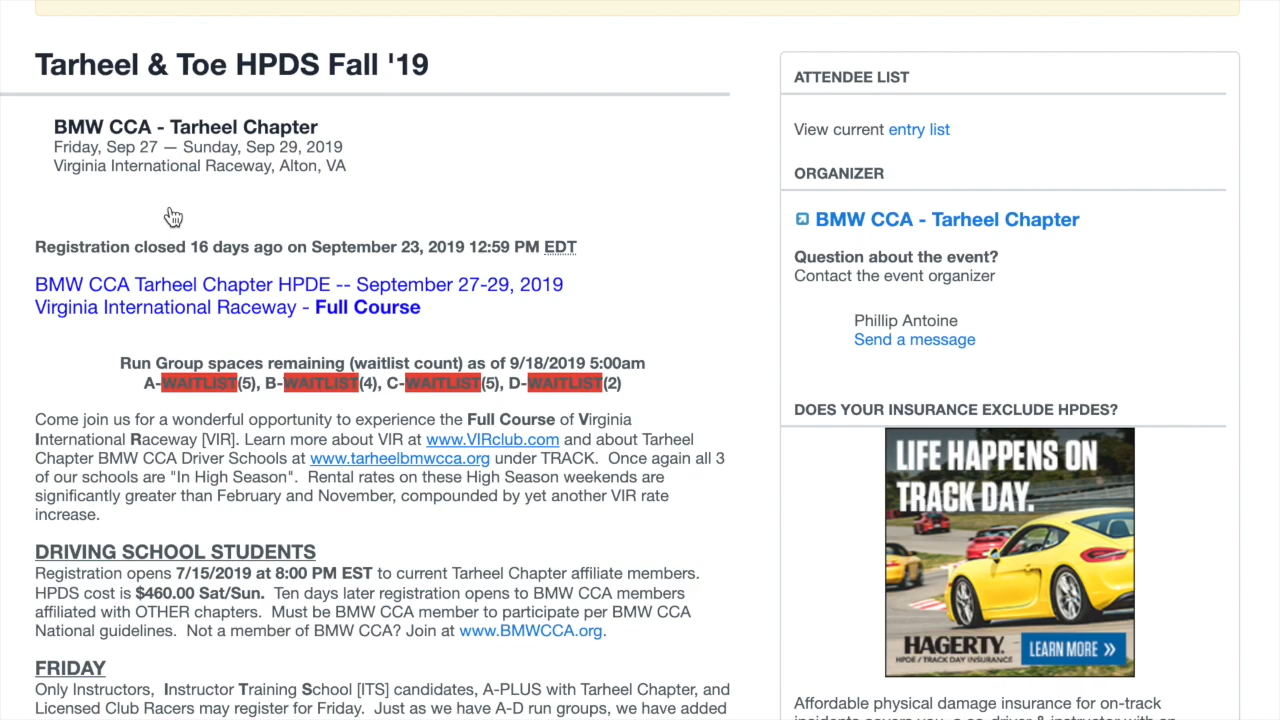 Tarheel & Toe HPDS Fall '19
BMW CCA - Tarheel Chapter
Friday, Sep 27 — Sunday, Sep 29, 2019
Virginia International Raceway, Alton, VA
Registration closed 16 days ago on September 23, 2019 12:59 PM EDT
BMW CCA Tarheel Chapter HPDE -- September 27-29, 2019
Virginia International Raceway - Full Course
Run Group spaces remaining (waitlist count) as of 9/18/2019 5:00am
A-WAITLIST(5), B-WAITLIST(4), C-WAITLIST(5), D-WAITLIST(2)
Come join us for a wonderful opportunity to experience the Full Course of Virginia
International Raceway [VIR]. Learn more about VIR at www.VIRclub.com and about Tarheel
Chapter BMW CCA Driver Schools at www.tarheelbmwcca.org under TRACK. Once again all 3
of our schools are "In High Season". Rental rates on these High Season weekends are
significantly greater than February and November, compounded by yet another VIR rate
increase.
DRIVING SCHOOL STUDENTS
Registration opens 7/15/2019 at 8:00 PM EST to current Tarheel Chapter affiliate members.
HPDS cost is $460.00 Sat/Sun. Ten days later registration opens to BMW CCA members
affiliated with OTHER chapters. Must be BMW CCA member to participate per BMW CCA
National guidelines. Not a member of BMW CCA? Join at www.BMWCCA.org.
FRIDAY
Only Instructors, Instructor Training School [ITS] candidates, A-PLUS with Tarheel Chapter, and
Licensed Club Racers may register for Friday. Just as we have A-D run groups, we have added
ATTENDEE LIST
View current entry list
ORGANIZER
BMW CCA - Tarheel Chapter
Question about the event?
Contact the event organizer
Phillip Antoine
Send a message
DOES YOUR INSURANCE EXCLUDE HPDES?
LIFE HAPPENS ON
TRACK DAY.
HAGERTY.
HPDE / TRACK DAY INSURANCE
LEARN MORE »
Affordable physical damage insurance for on-track